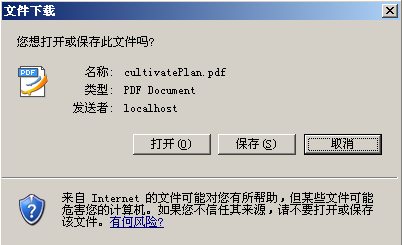 文件下载
您想打开或保存此文件吗?
PDF
名称: cultivatePlan.pdf
类型: PDF Document
发送者: localhost
打开(O) 保存(S) 取消
来自 Internet 的文件可能对您有所帮助，但某些文件可能
危害您的计算机。如果您不信任其来源，请不要打开或保存
该文件。有何风险?